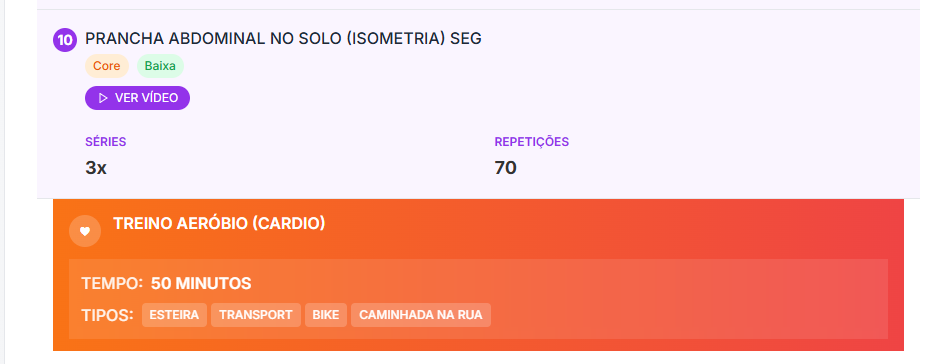 10 PRANCHA ABDOMINAL NO SOLO (ISOMETRIA) SEG
Core Baixa
VER VÍDEO
SÉRIES REPETIÇÕES
3x 70
TREINO AERÓBIO (CARDIO)
TEMPO: 50 MINUTOS
TIPOS: ESTEIRA TRANSPORT BIKE CAMINHADA NA RUA